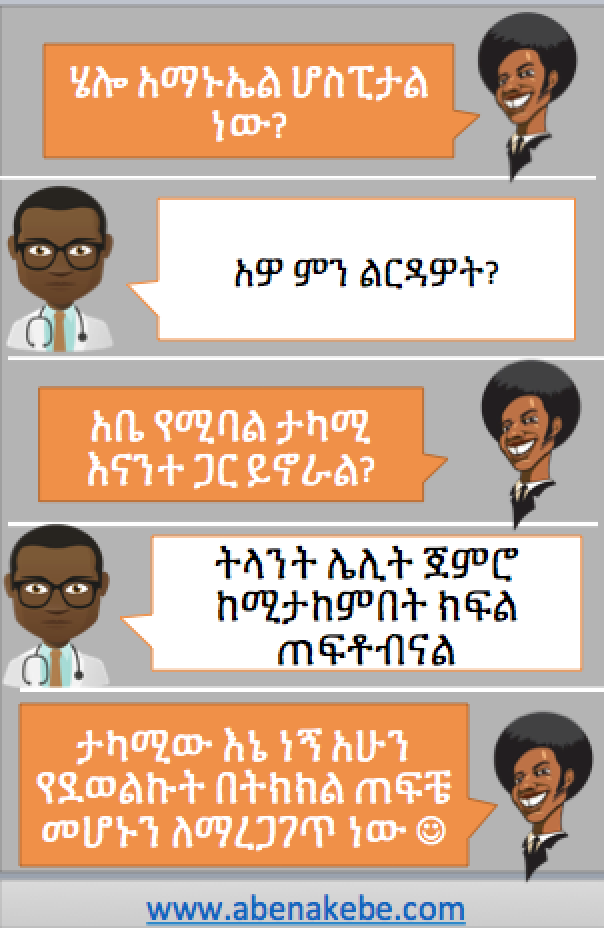 ሄሎ አማኑኤል ሆስፒታል
ነው?
አዎ ምን ልርዳዎት?
አቤ የሚባል ታካሚ
እናንተ ጋር ይኖራል?
ትላንት ሌሊት ጀምሮ
ከሚታከምበት ክፍል
ጠፍቶብናል
ታካሚው እኔ ነኝ አሁን
የደወልኩት በትክክል ጠፍቼ
መሆኑን ለማረጋገጥ ነው ☺
www.abenakebe.com